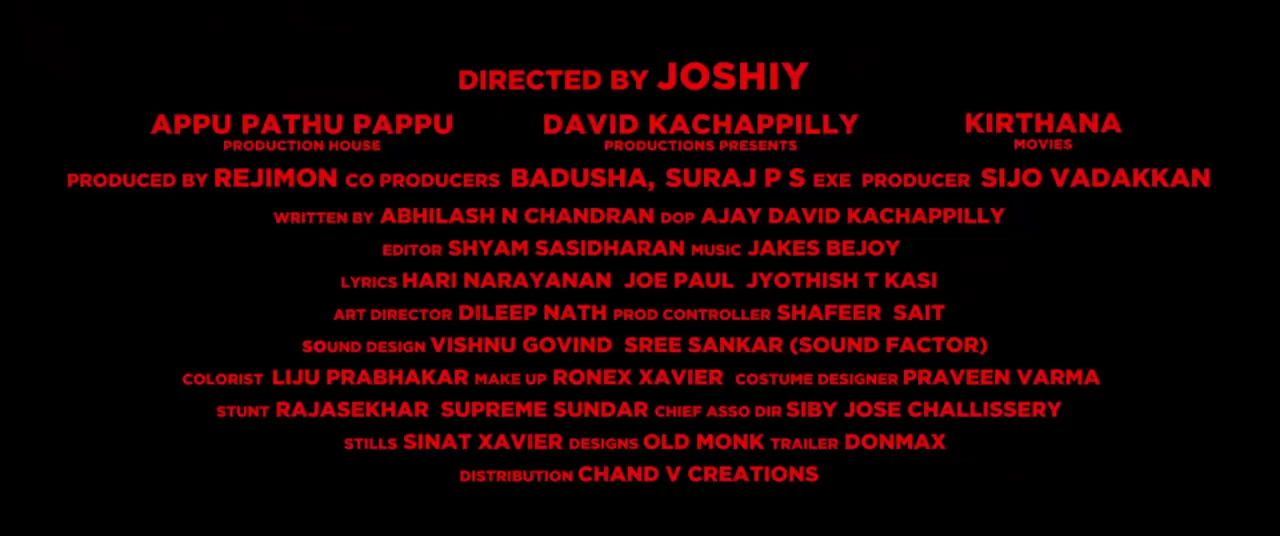 DIRECTED BY JOSHIY
APPU PATHU PAPPU DAVID KACHAPPILLY KIRTHANA
PRODUCTION HOUSE PRODUCTIONS PRESENTS MOVIES
PRODUCED BY REJIMON CO PRODUCERS BADUSHA, SURAJ P S EXE PRODUCER SIJO VADAKKAN
WRITTEN BY ABHILASH N CHANDRAN DOP AJAY DAVID KACHAPPILLY
EDITOR SHYAM SASIDHARAN MUSIC JAKES BEJOY
LYRICS HARI NARAYANAN JOE PAUL JYOTHISH T KASI
ART DIRECTOR DILEEP NATH PROD CONTROLLER SHAFEER SAIT
SOUND DESIGN VISHNU GOVIND SREE SANKAR (SOUND FACTOR)
COLORIST LIJU PRABHAKAR MAKE UP RONEX XAVIER COSTUME DESIGNER PRAVEEN VARMA
STUNT RAJASEKHAR SUPREME SUNDAR CHIEF ASSO DIR SIBY JOSE CHALLISSERY
STILLS SINAT XAVIER DESIGNS OLD MONK TRAILER DONMAX
DISTRIBUTION CHAND V CREATIONS